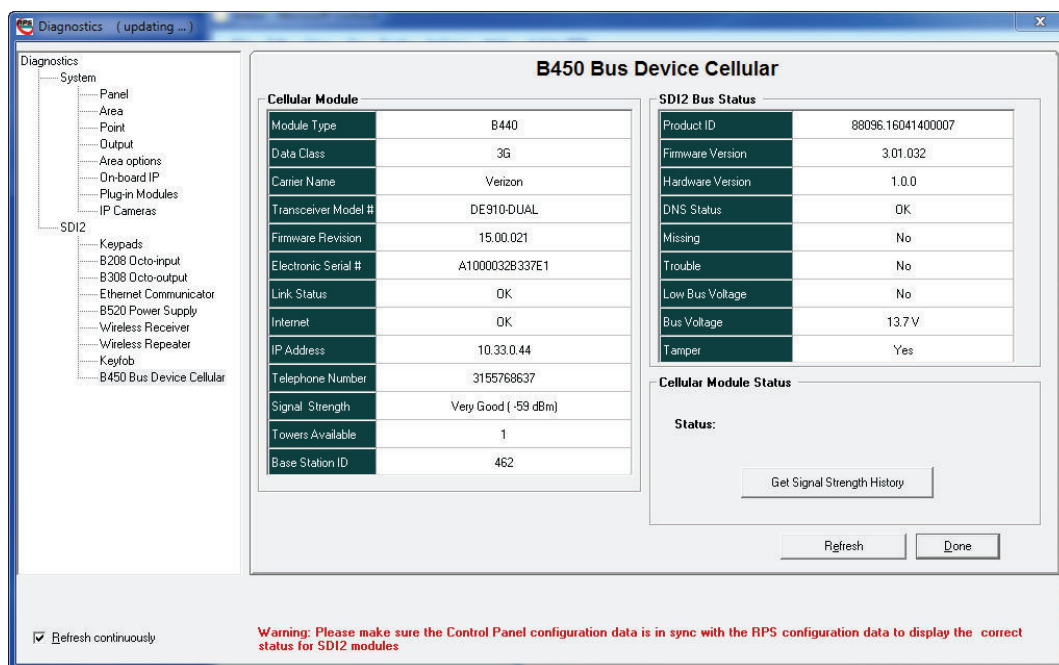 RPS
Diagnostics ( updating ... )
X
Diagnostics
System
Panel
Area
Point
Output
Area options
On-board IP
Plug-in Modules
IP Cameras
SDI2
Keypads
B208 Octo-input
B308 Octo-output
Ethernet Communicator
B520 Power Supply
Wireless Receiver
Wireless Repeater
Keyfob
B450 Bus Device Cellular
B450 Bus Device Cellular
Cellular Module
Module Type B440
Data Class 3G
Carrier Name Verizon
Transceiver Model # DE910-DUAL
Firmware Revision 15.00.021
Electronic Serial # A1000032B337E1
Link Status OK
Internet OK
IP Address 10.33.0.44
Telephone Number 3155768637
Signal Strength Very Good ( -59 dBm)
Towers Available 1
Base Station ID 462
SDI2 Bus Status
Product ID 88096.16041400007
Firmware Version 3.01.032
Hardware Version 1.0.0
DNS Status OK
Missing No
Trouble No
Low Bus Voltage No
Bus Voltage 13.7 V
Tamper Yes
Cellular Module Status
Status:
Get Signal Strength History
Refresh Done
Refresh continuously
Warning: Please make sure the Control Panel configuration data is in sync with the RPS configuration data to display the correct
status for SDI2 modules